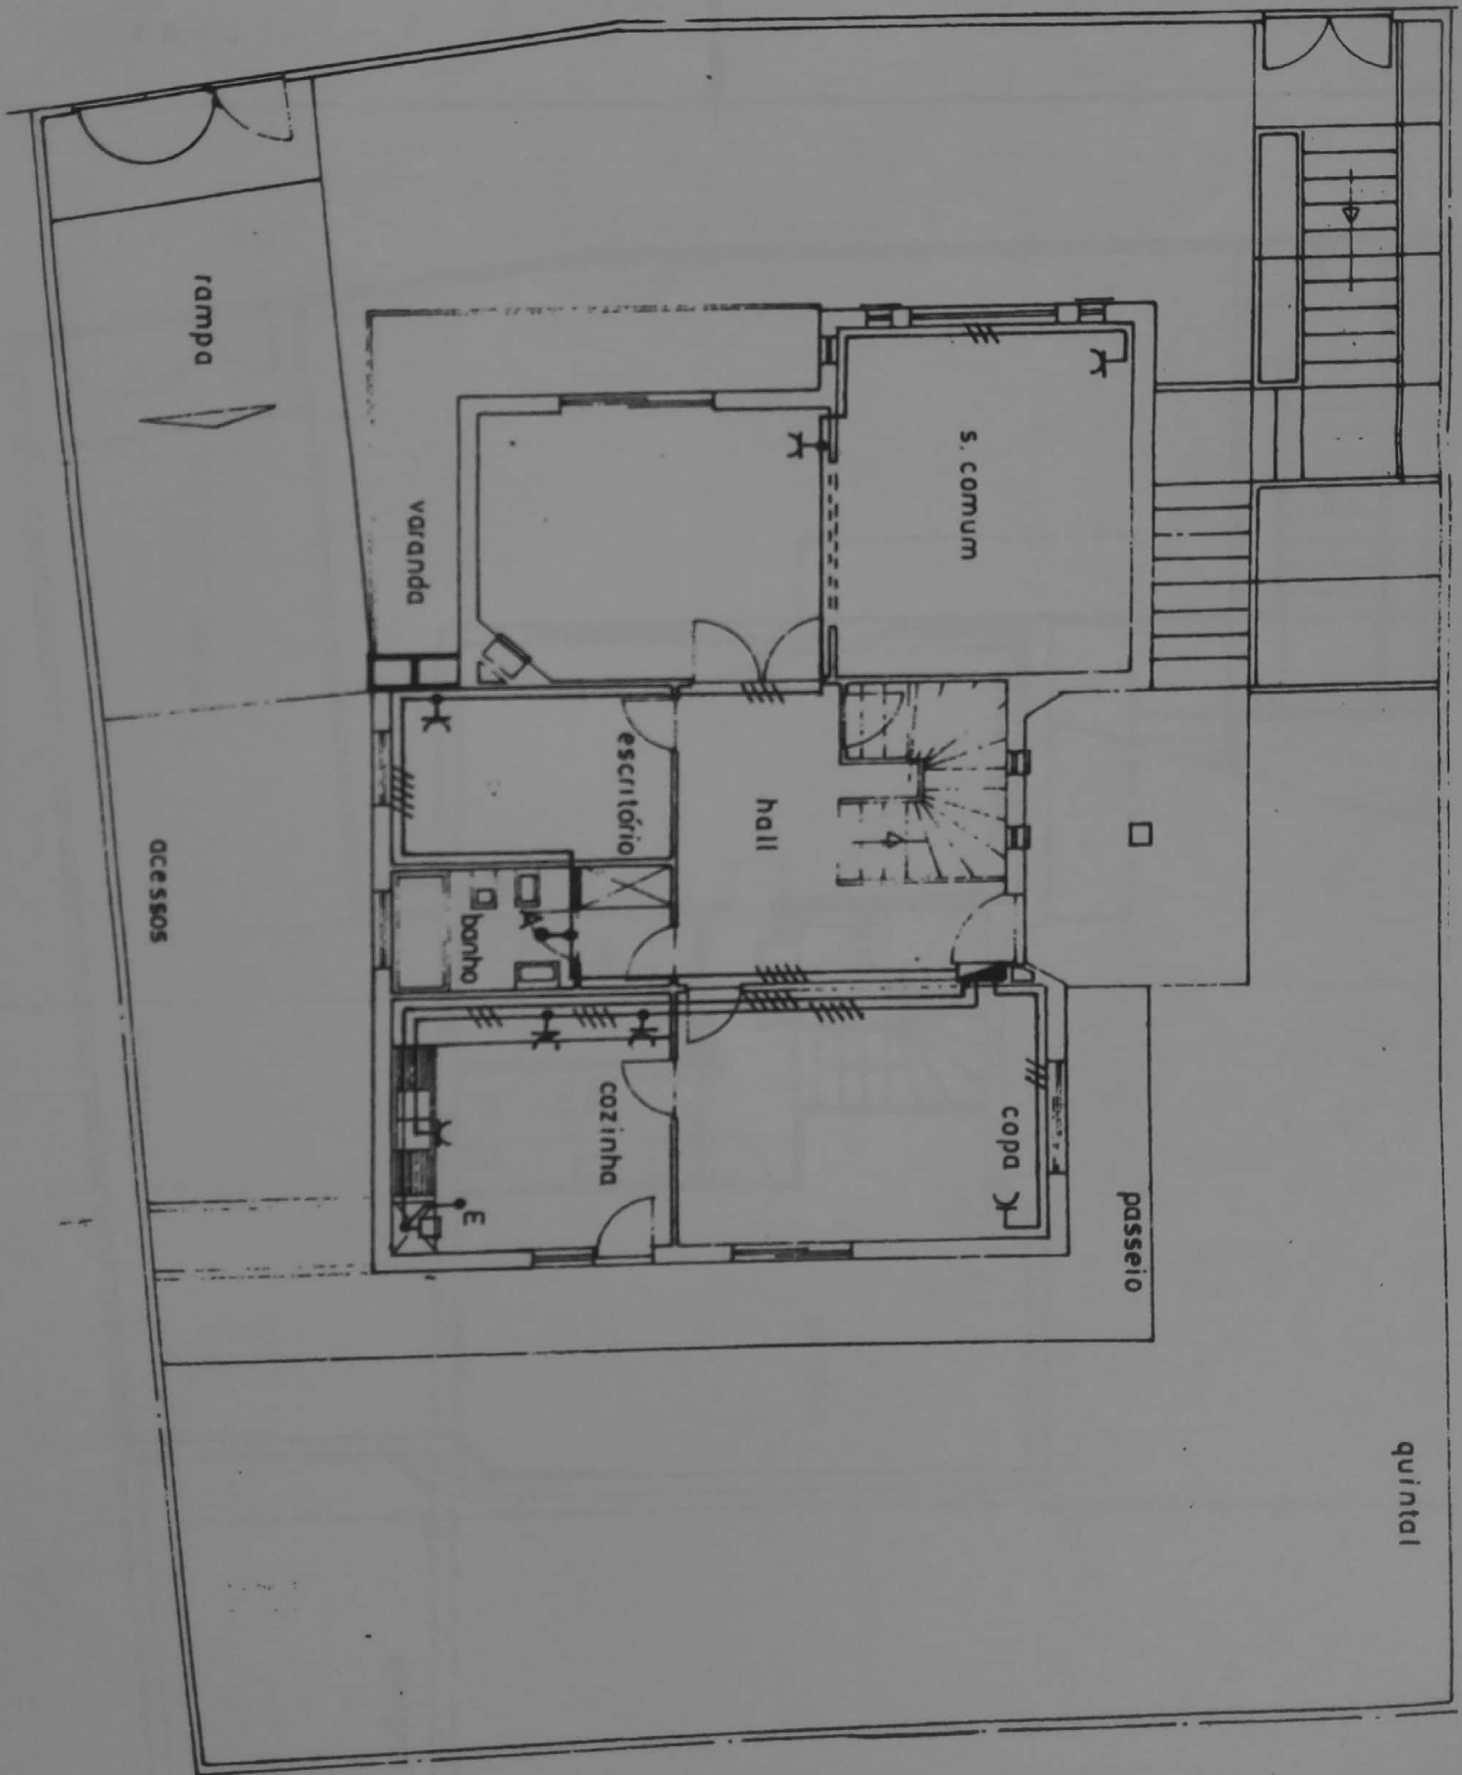 quintal
passeio
s. comum
copa
hall
escritório
cozinha
banho
A
E
varanda
rampa
acessos